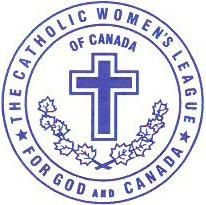 THE CATHOLIC WOMEN'S LEAGUE
OF CANADA
FOR GOD AND CANADA